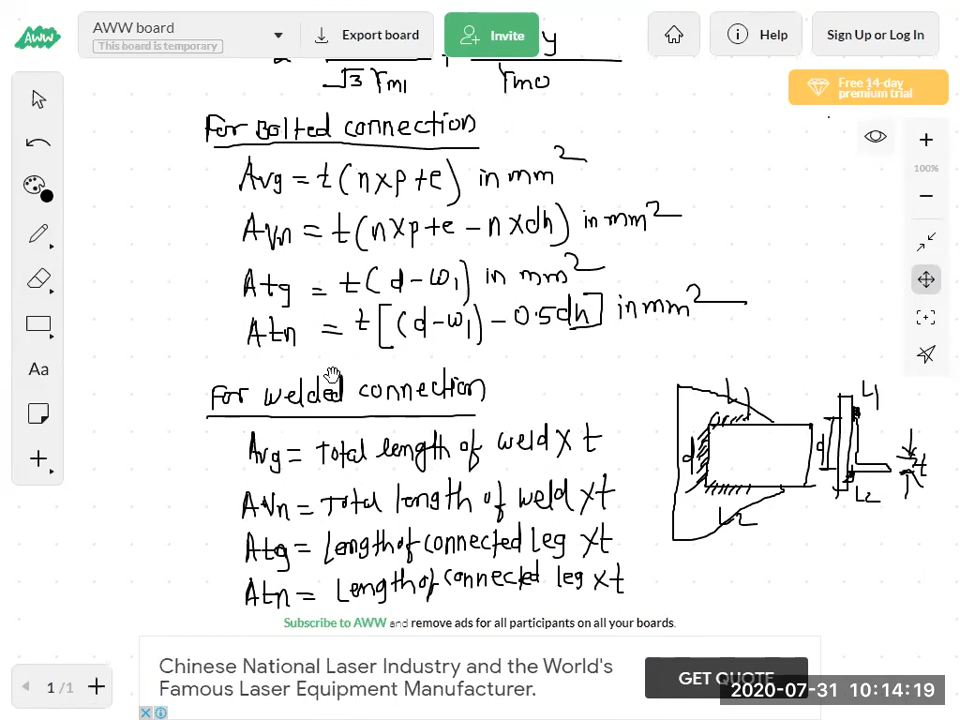 AWW
AWW board
This board is temporary
Export board
Invite
Help
Sign Up or Log In
Free 14-day
premium trial
√3 γm1 + γmo
For Bolted connection
Avg = t(n×p+e) in mm²
Avn = t(n×p+e - n×dh) in mm²
Atg = t(d-w1) in mm²
Atn = t[(d-w1) - 0.5dh] in mm²
For welded connection
Avg = Total length of weld × t
Avn = Total length of weld × t
Atg = Length of connected leg × t
Atn = Length of connected leg × t
L1
d
L2
L1
d
t
L2
100%
Aa
Subscribe to AWW and remove ads for all participants on all your boards.
1 /1
Chinese National Laser Industry and the World's
Famous Laser Equipment Manufacturer.
GET QUOTE
2020-07-31 10:14:19